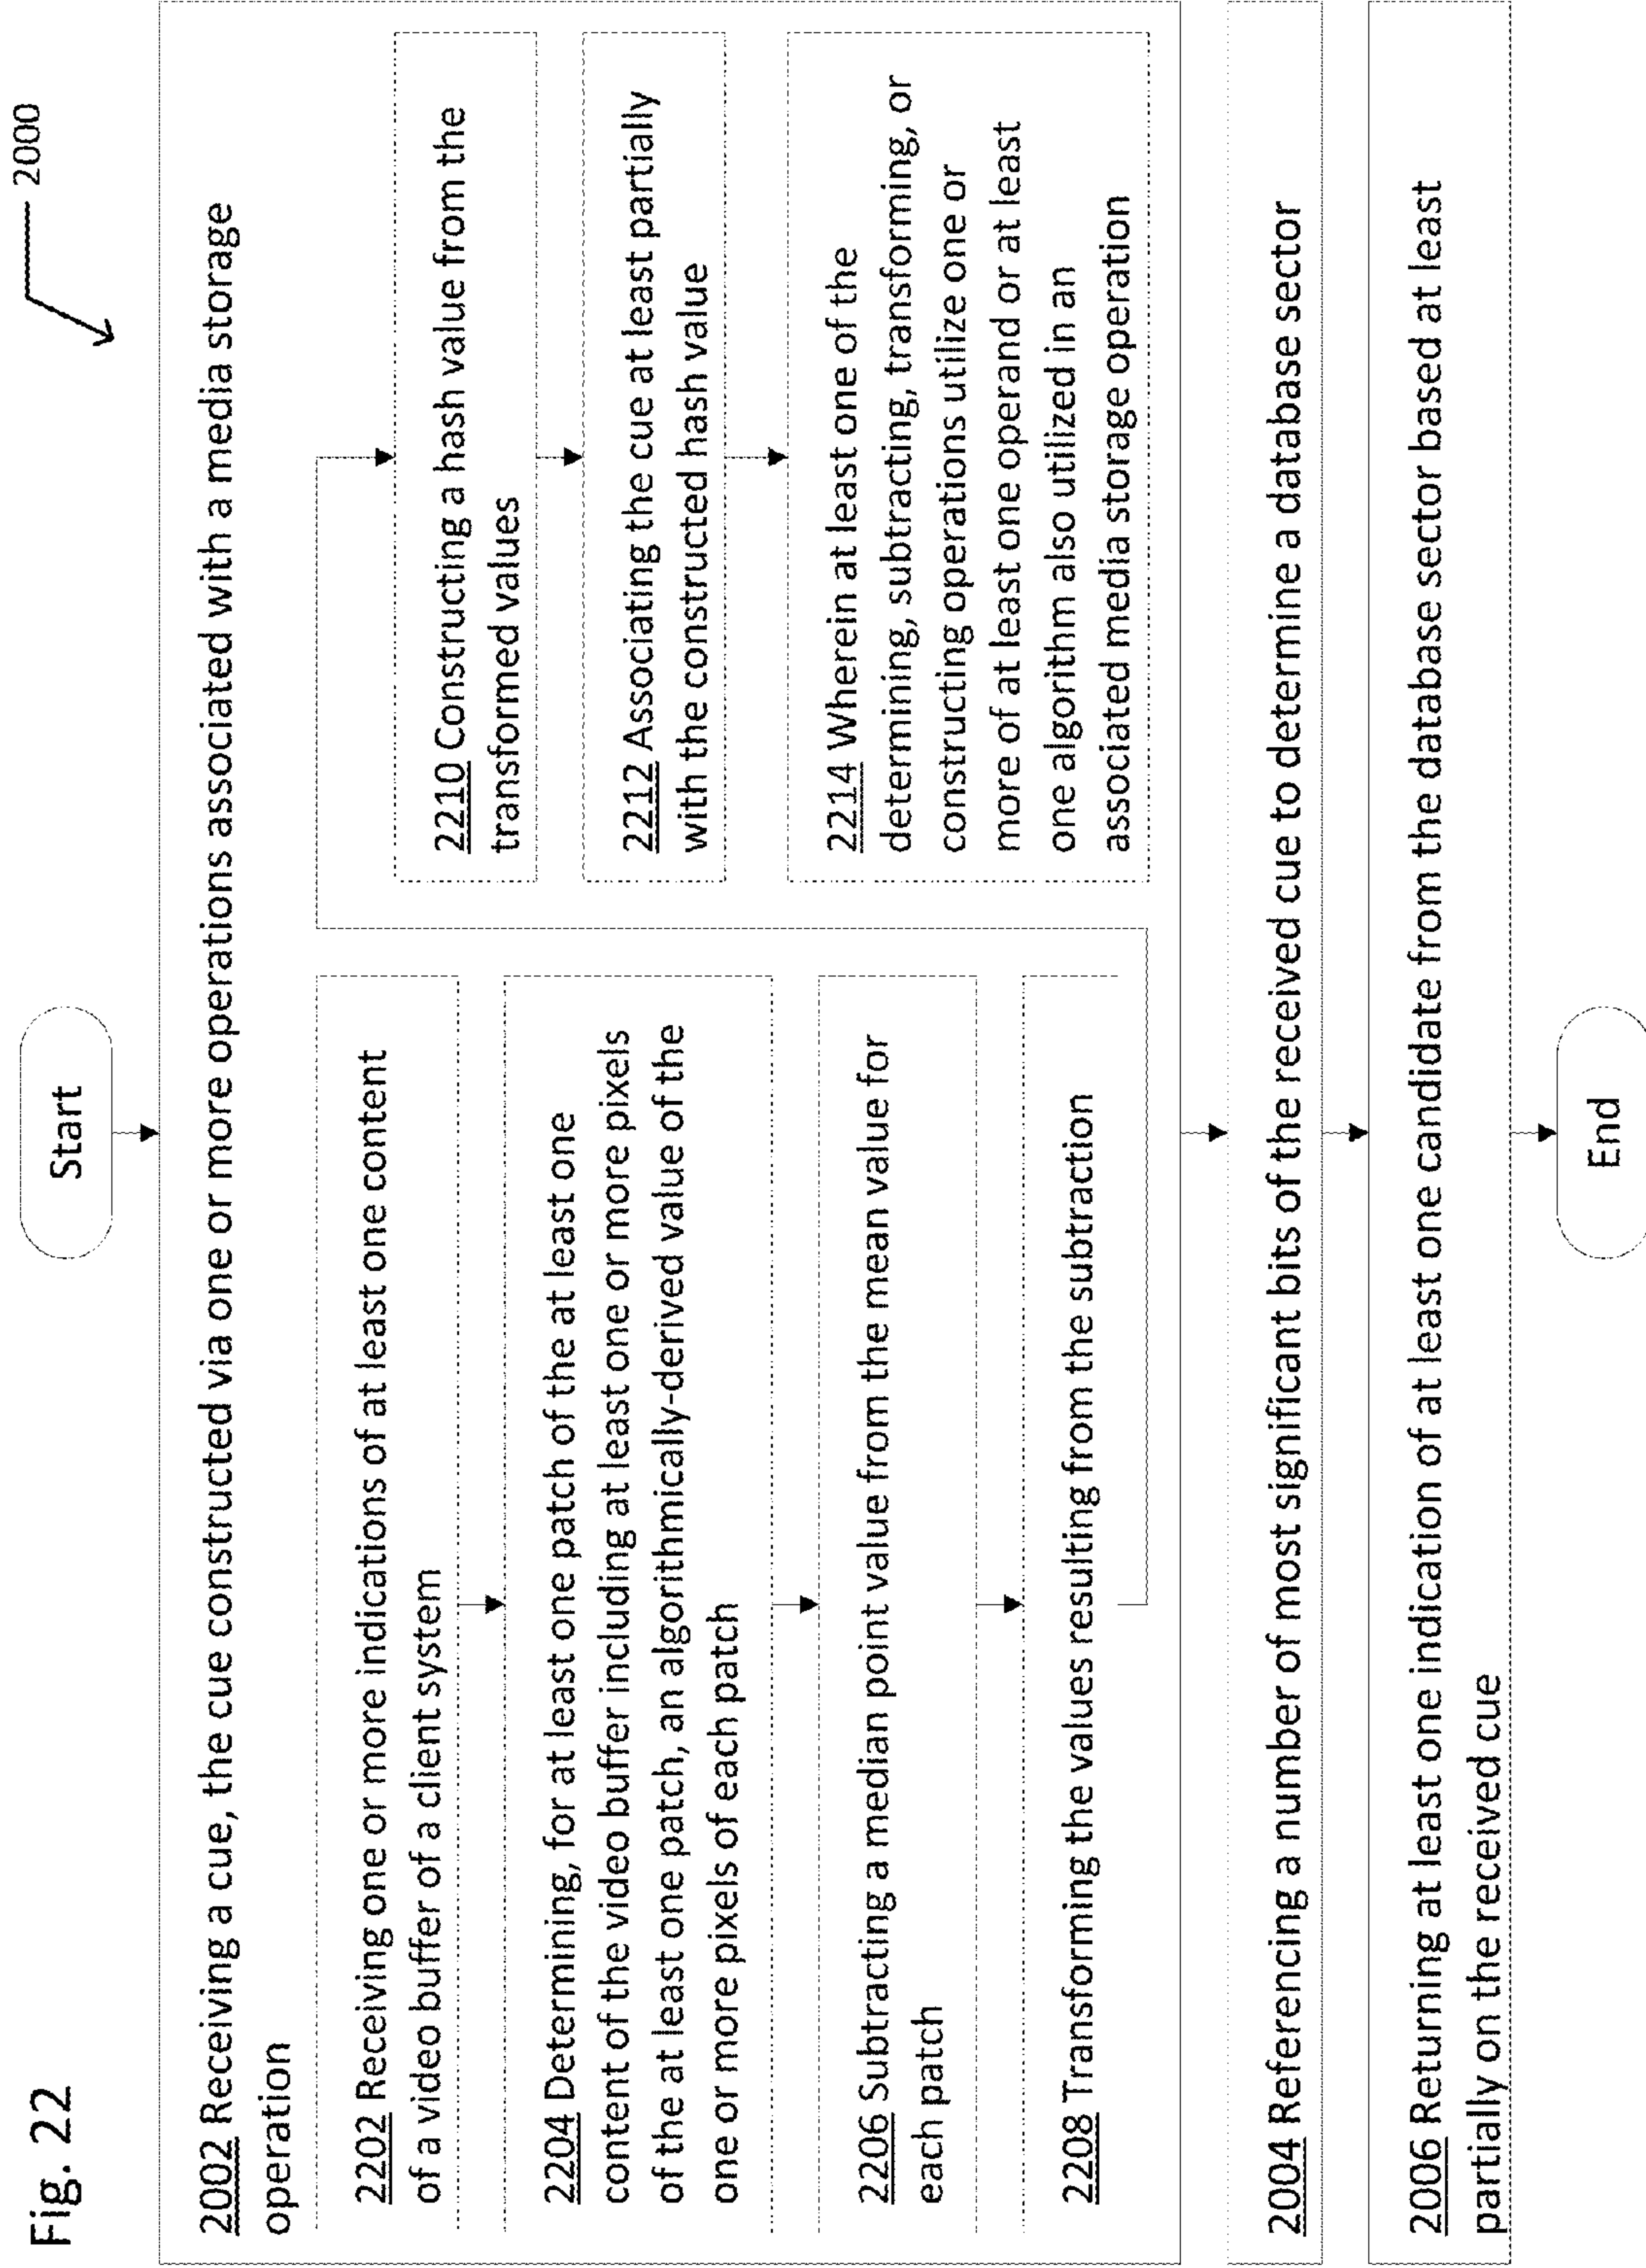 Fig. 22
2000
Start
2002 Receiving a cue, the cue constructed via one or more operations associated with a media storage
operation
2202 Receiving one or more indications of at least one content
of a video buffer of a client system
2204 Determining, for at least one patch of the at least one
content of the video buffer including at least one or more pixels
of the at least one patch, an algorithmically-derived value of the
one or more pixels of each patch
2206 Subtracting a median point value from the mean value for
each patch
2208 Transforming the values resulting from the subtraction
2210 Constructing a hash value from the
transformed values
2212 Associating the cue at least partially
with the constructed hash value
2214 Wherein at least one of the
determining, subtracting, transforming, or
constructing operations utilize one or
more of at least one operand or at least
one algorithm also utilized in an
associated media storage operation
2004 Referencing a number of most significant bits of the received cue to determine a database sector
2006 Returning at least one indication of at least one candidate from the database sector based at least
partially on the received cue
End